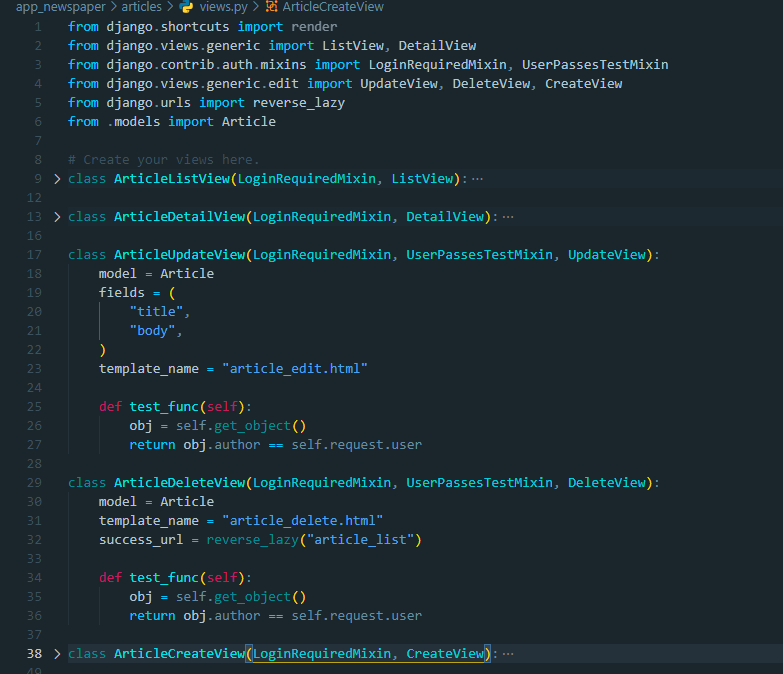 app_newspaper > articles > views.py > ArticleCreateView
1 from django.shortcuts import render
2 from django.views.generic import ListView, DetailView
3 from django.contrib.auth.mixins import LoginRequiredMixin, UserPassesTestMixin
4 from django.views.generic.edit import UpdateView, DeleteView, CreateView
5 from django.urls import reverse_lazy
6 from .models import Article
7
8 # Create your views here.
9 > class ArticleListView(LoginRequiredMixin, ListView): ···
12
13 > class ArticleDetailView(LoginRequiredMixin, DetailView): ···
16
17 class ArticleUpdateView(LoginRequiredMixin, UserPassesTestMixin, UpdateView):
18     model = Article
19     fields = (
20         "title",
21         "body",
22     )
23     template_name = "article_edit.html"
24
25     def test_func(self):
26         obj = self.get_object()
27         return obj.author == self.request.user
28
29 class ArticleDeleteView(LoginRequiredMixin, UserPassesTestMixin, DeleteView):
30     model = Article
31     template_name = "article_delete.html"
32     success_url = reverse_lazy("article_list")
33
34     def test_func(self):
35         obj = self.get_object()
36         return obj.author == self.request.user
37
38 > class ArticleCreateView(LoginRequiredMixin, CreateView): ···
49